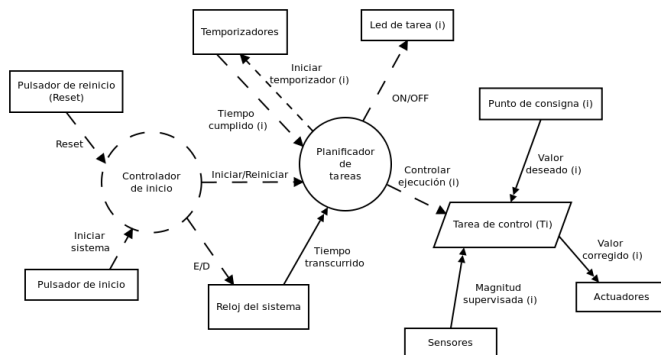 Temporizadores
Led de tarea (i)
Iniciar
temporizador (i)
Pulsador de reinicio
(Reset)
ON/OFF
Punto de consigna (i)
Tiempo
cumplido (i)
Reset
Planificador
de
tareas
Controlador
de inicio
Iniciar/Reiniciar
Controlar
ejecución (i)
Valor
deseado (i)
Tarea de control (Ti)
Iniciar
sistema
E/D
Tiempo
transcurrido
Valor
corregido (i)
Pulsador de inicio
Reloj del sistema
Magnitud
supervisada (i)
Actuadores
Sensores